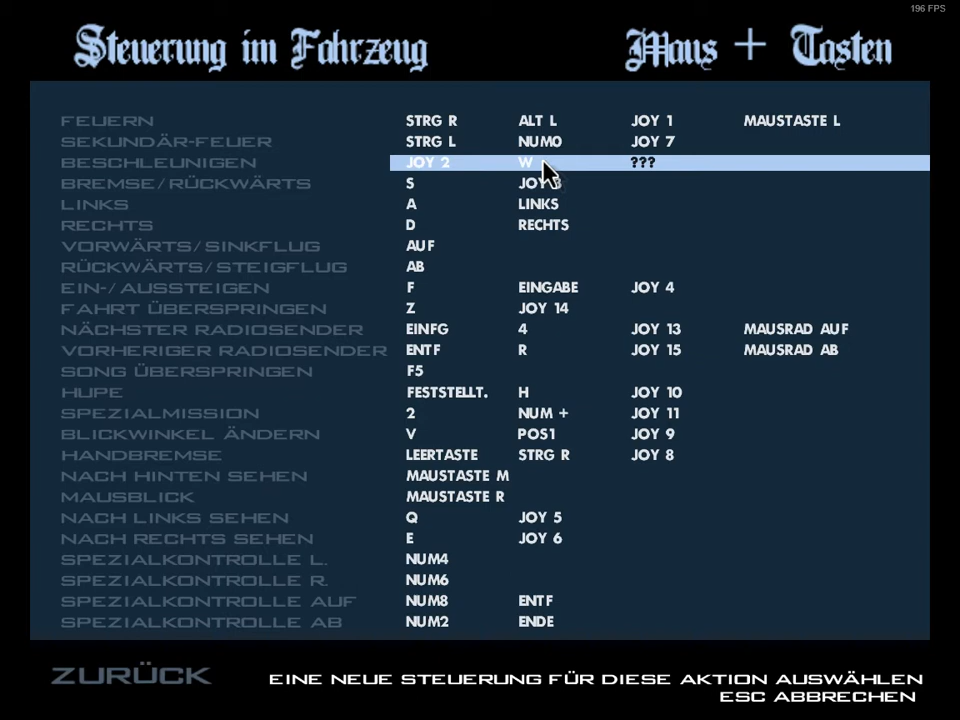 196 FPS
Steuerung im Fahrzeug Maus + Tasten
FEUERN STRG R ALT L JOY 1 MAUSTASTE L
SEKUNDÄR-FEUER STRG L NUM0 JOY 7
BESCHLEUNIGEN JOY 2 W ???
BREMSE/RÜCKWÄRTS S
LINKS A LINKS
RECHTS D RECHTS
VORWÄRTS/SINKFLUG AUF
RÜCKWÄRTS/STEIGFLUG AB
EIN-/AUSSTEIGEN F EINGABE JOY 4
FAHRT ÜBERSPRINGEN Z JOY 14
NÄCHSTER RADIOSENDER EINFG 4 JOY 13 MAUSRAD AUF
VORHERIGER RADIOSENDER ENTF R JOY 15 MAUSRAD AB
SONG ÜBERSPRINGEN F5
HUPE FESTSTELLT. H JOY 10
SPEZIALMISSION 2 NUM + JOY 11
BLICKWINKEL ÄNDERN V POS1 JOY 9
HANDBREMSE LEERTASTE STRG R JOY 8
NACH HINTEN SEHEN MAUSTASTE M
MAUSBLICK MAUSTASTE R
NACH LINKS SEHEN Q JOY 5
NACH RECHTS SEHEN E JOY 6
SPEZIALKONTROLLE L. NUM4
SPEZIALKONTROLLE R. NUM6
SPEZIALKONTROLLE AUF NUM8 ENTF
SPEZIALKONTROLLE AB NUM2 ENDE
ZURÜCK EINE NEUE STEUERUNG FÜR DIESE AKTION AUSWÄHLEN
ESC ABBRECHEN